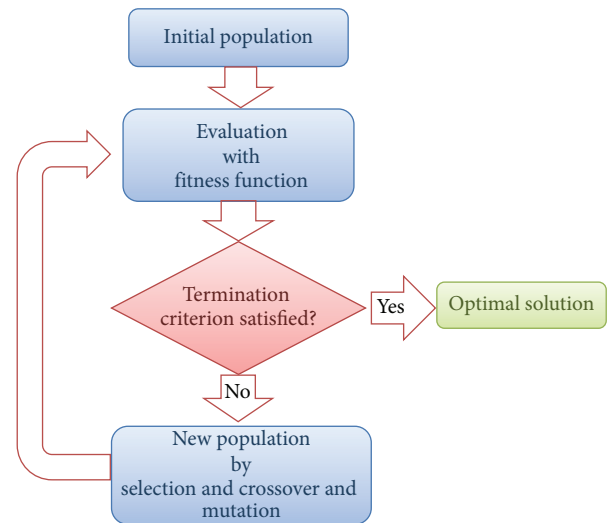 Initial population
Evaluation
with
fitness function
Termination
criterion satisfied?
Yes
Optimal solution
No
New population
by
selection and crossover and
mutation